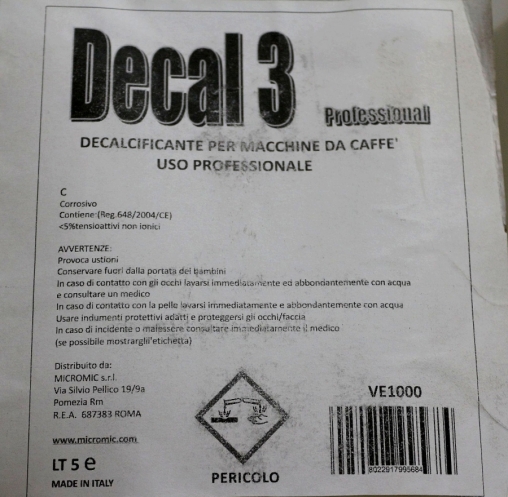 Decal 3
Professional
DECALCIFICANTE PER MACCHINE DA CAFFE'
USO PROFESSIONALE
C
Corrosivo
Contiene:(Reg.648/2004/CE)
<5%tensioattivi non ionici
AVVERTENZE:
Provoca ustioni
Conservare fuori dalla portata dei bambini
In caso di contatto con gli occhi lavarsi immediatamente ed abbondantemente con acqua
e consultare un medico
In caso di contatto con la pelle lavarsi immediatamente e abbondantemente con acqua
Usare indumenti protettivi adatti e proteggersi gli occhi/faccia
In caso di incidente o malessere consultare immediatamente il medico
(se possibile mostrargli'etichetta)
Distribuito da:
MICROMIC s.r.l.
Via Silvio Pellico 19/9a
Pomezia Rm
R.E.A. 687383 ROMA
www.micromic.com
LT 5 e
MADE IN ITALY
PERICOLO
VE1000
8022917995684